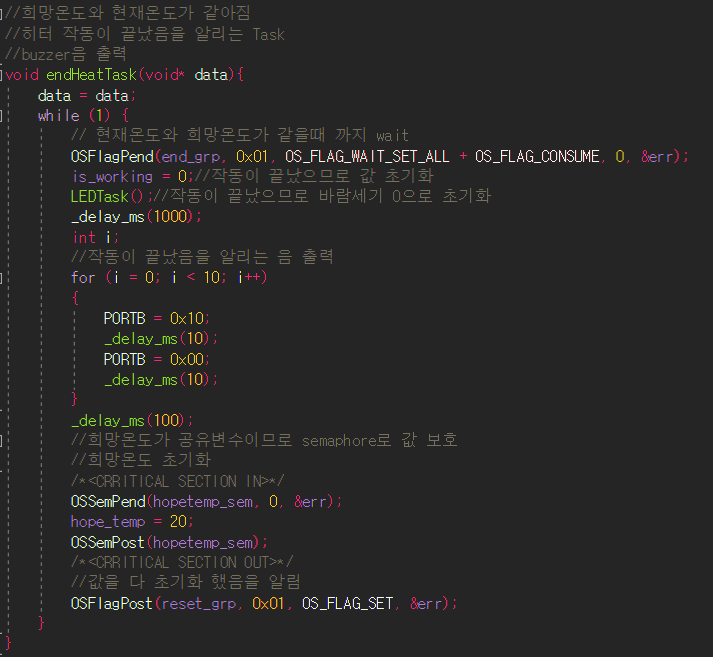 //희망온도와 현재온도가 같아짐
//히터 작동이 끝났음을 알리는 Task
//buzzer음 출력
void endHeatTask(void* data){
data = data;
while (1) {
// 현재온도와 희망온도가 같을때 까지 wait
OSFlagPend(end_grp, 0x01, OS_FLAG_WAIT_SET_ALL + OS_FLAG_CONSUME, 0, &err);
is_working = 0;//작동이 끝났으므로 값 초기화
LEDTask();//작동이 끝났으므로 바람세기 0으로 초기화
_delay_ms(1000);
int i;
//작동이 끝났음을 알리는 음 출력
for (i = 0; i < 10; i++)
{
PORTB = 0x10;
_delay_ms(10);
PORTB = 0x00;
_delay_ms(10);
}
_delay_ms(100);
//희망온도가 공유변수이므로 semaphore로 값 보호
//희망온도 초기화
/*<CRRITICAL SECTION IN>*/
OSSemPend(hopetemp_sem, 0, &err);
hope_temp = 20;
OSSemPost(hopetemp_sem);
/*<CRRITICAL SECTION OUT>*/
//값을 다 초기화 했음을 알림
OSFlagPost(reset_grp, 0x01, OS_FLAG_SET, &err);
}
}